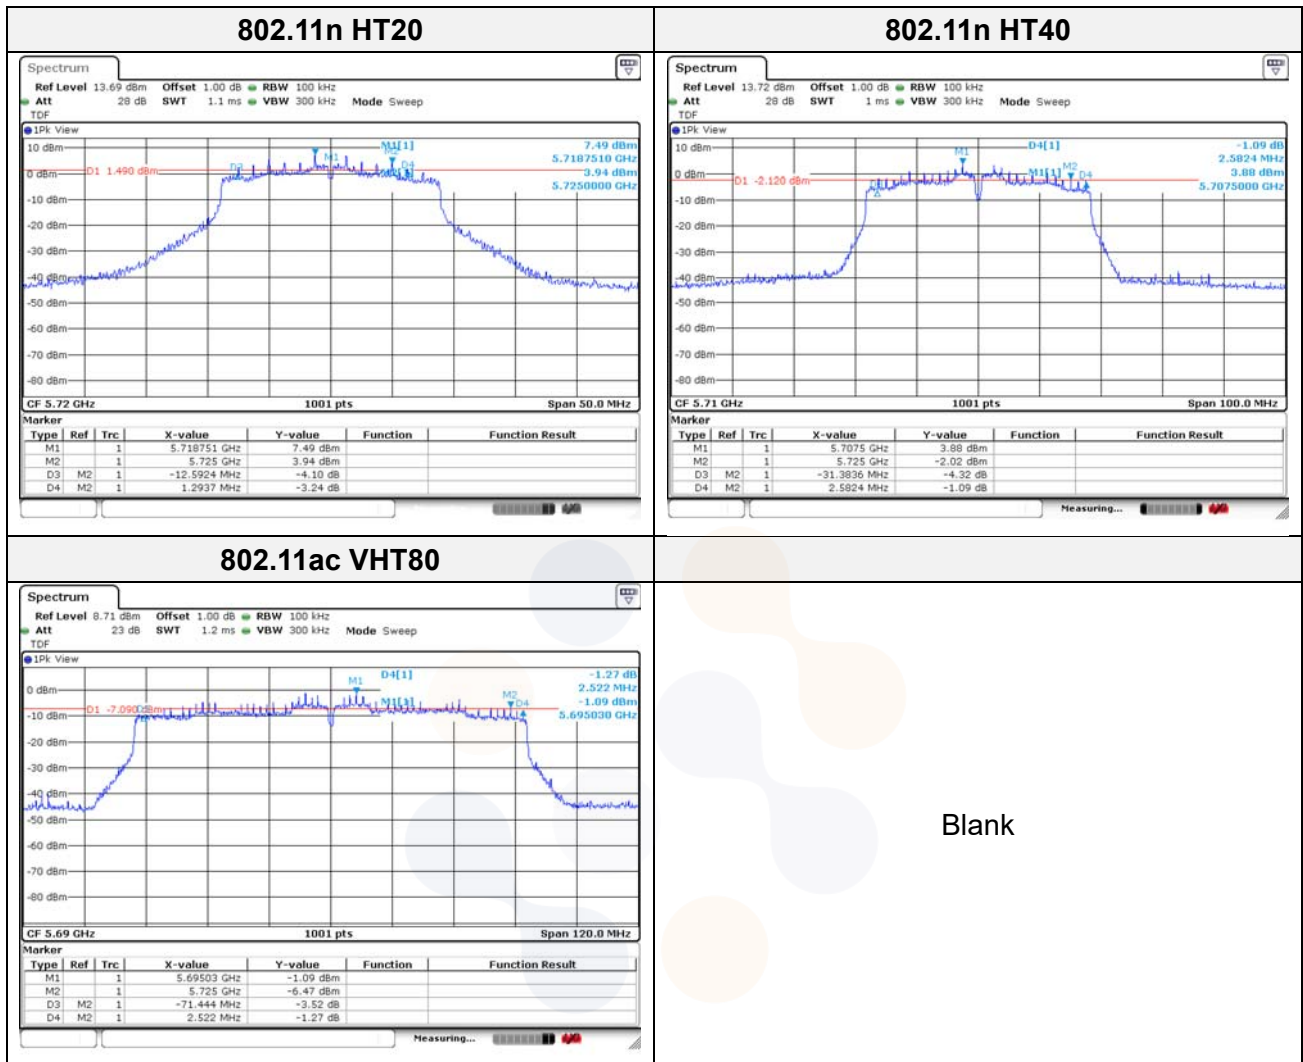 802.11n HT20
Spectrum
Ref Level 13.69 dBm Offset 1.00 dB RBW 100 kHz
Att 28 dB SWT 1.1 ms VBW 300 kHz Mode Sweep
TDF
1Pk View
10 dBm
M1[1] 7.49 dBm
5.7187510 GHz
3.94 dBm
5.7250000 GHz
M1
D4
0 dBm
D1 1.490 dBm
-10 dBm
-20 dBm
-30 dBm
-40 dBm
-50 dBm
-60 dBm
-70 dBm
-80 dBm
CF 5.72 GHz 1001 pts Span 50.0 MHz
Marker
Type Ref Trc X-value Y-value Function Function Result
M1 1 5.718751 GHz 7.49 dBm
M2 1 5.725 GHz 3.94 dBm
D3 M2 1 -12.5924 MHz -4.10 dB
D4 M2 1 1.2937 MHz -3.24 dB
802.11n HT40
Spectrum
Ref Level 13.72 dBm Offset 1.00 dB RBW 100 kHz
Att 28 dB SWT 1 ms VBW 300 kHz Mode Sweep
TDF
1Pk View
10 dBm
D4[1] -1.09 dB
2.5824 MHz
M1[1] 3.88 dBm
5.7075000 GHz
M1
M2
D4
0 dBm
D1 -2.120 dBm
-10 dBm
-20 dBm
-30 dBm
-40 dBm
-50 dBm
-60 dBm
-70 dBm
-80 dBm
CF 5.71 GHz 1001 pts Span 100.0 MHz
Marker
Type Ref Trc X-value Y-value Function Function Result
M1 1 5.7075 GHz 3.88 dBm
M2 1 5.725 GHz -2.02 dBm
D3 M2 1 -31.3836 MHz -4.32 dB
D4 M2 1 2.5824 MHz -1.09 dB
Measuring...
802.11ac VHT80
Spectrum
Ref Level 8.71 dBm Offset 1.00 dB RBW 100 kHz
Att 23 dB SWT 1.2 ms VBW 300 kHz Mode Sweep
TDF
1Pk View
D4[1] -1.27 dB
2.522 MHz
M1[1] -1.09 dBm
5.695030 GHz
M1
M2
D4
0 dBm
D1 -7.090 dBm
-10 dBm
-20 dBm
-30 dBm
-40 dBm
-50 dBm
-60 dBm
-70 dBm
-80 dBm
CF 5.69 GHz 1001 pts Span 120.0 MHz
Marker
Type Ref Trc X-value Y-value Function Function Result
M1 1 5.69503 GHz -1.09 dBm
M2 1 5.725 GHz -6.47 dBm
D3 M2 1 -71.444 MHz -3.52 dB
D4 M2 1 2.522 MHz -1.27 dB
Measuring...
Blank